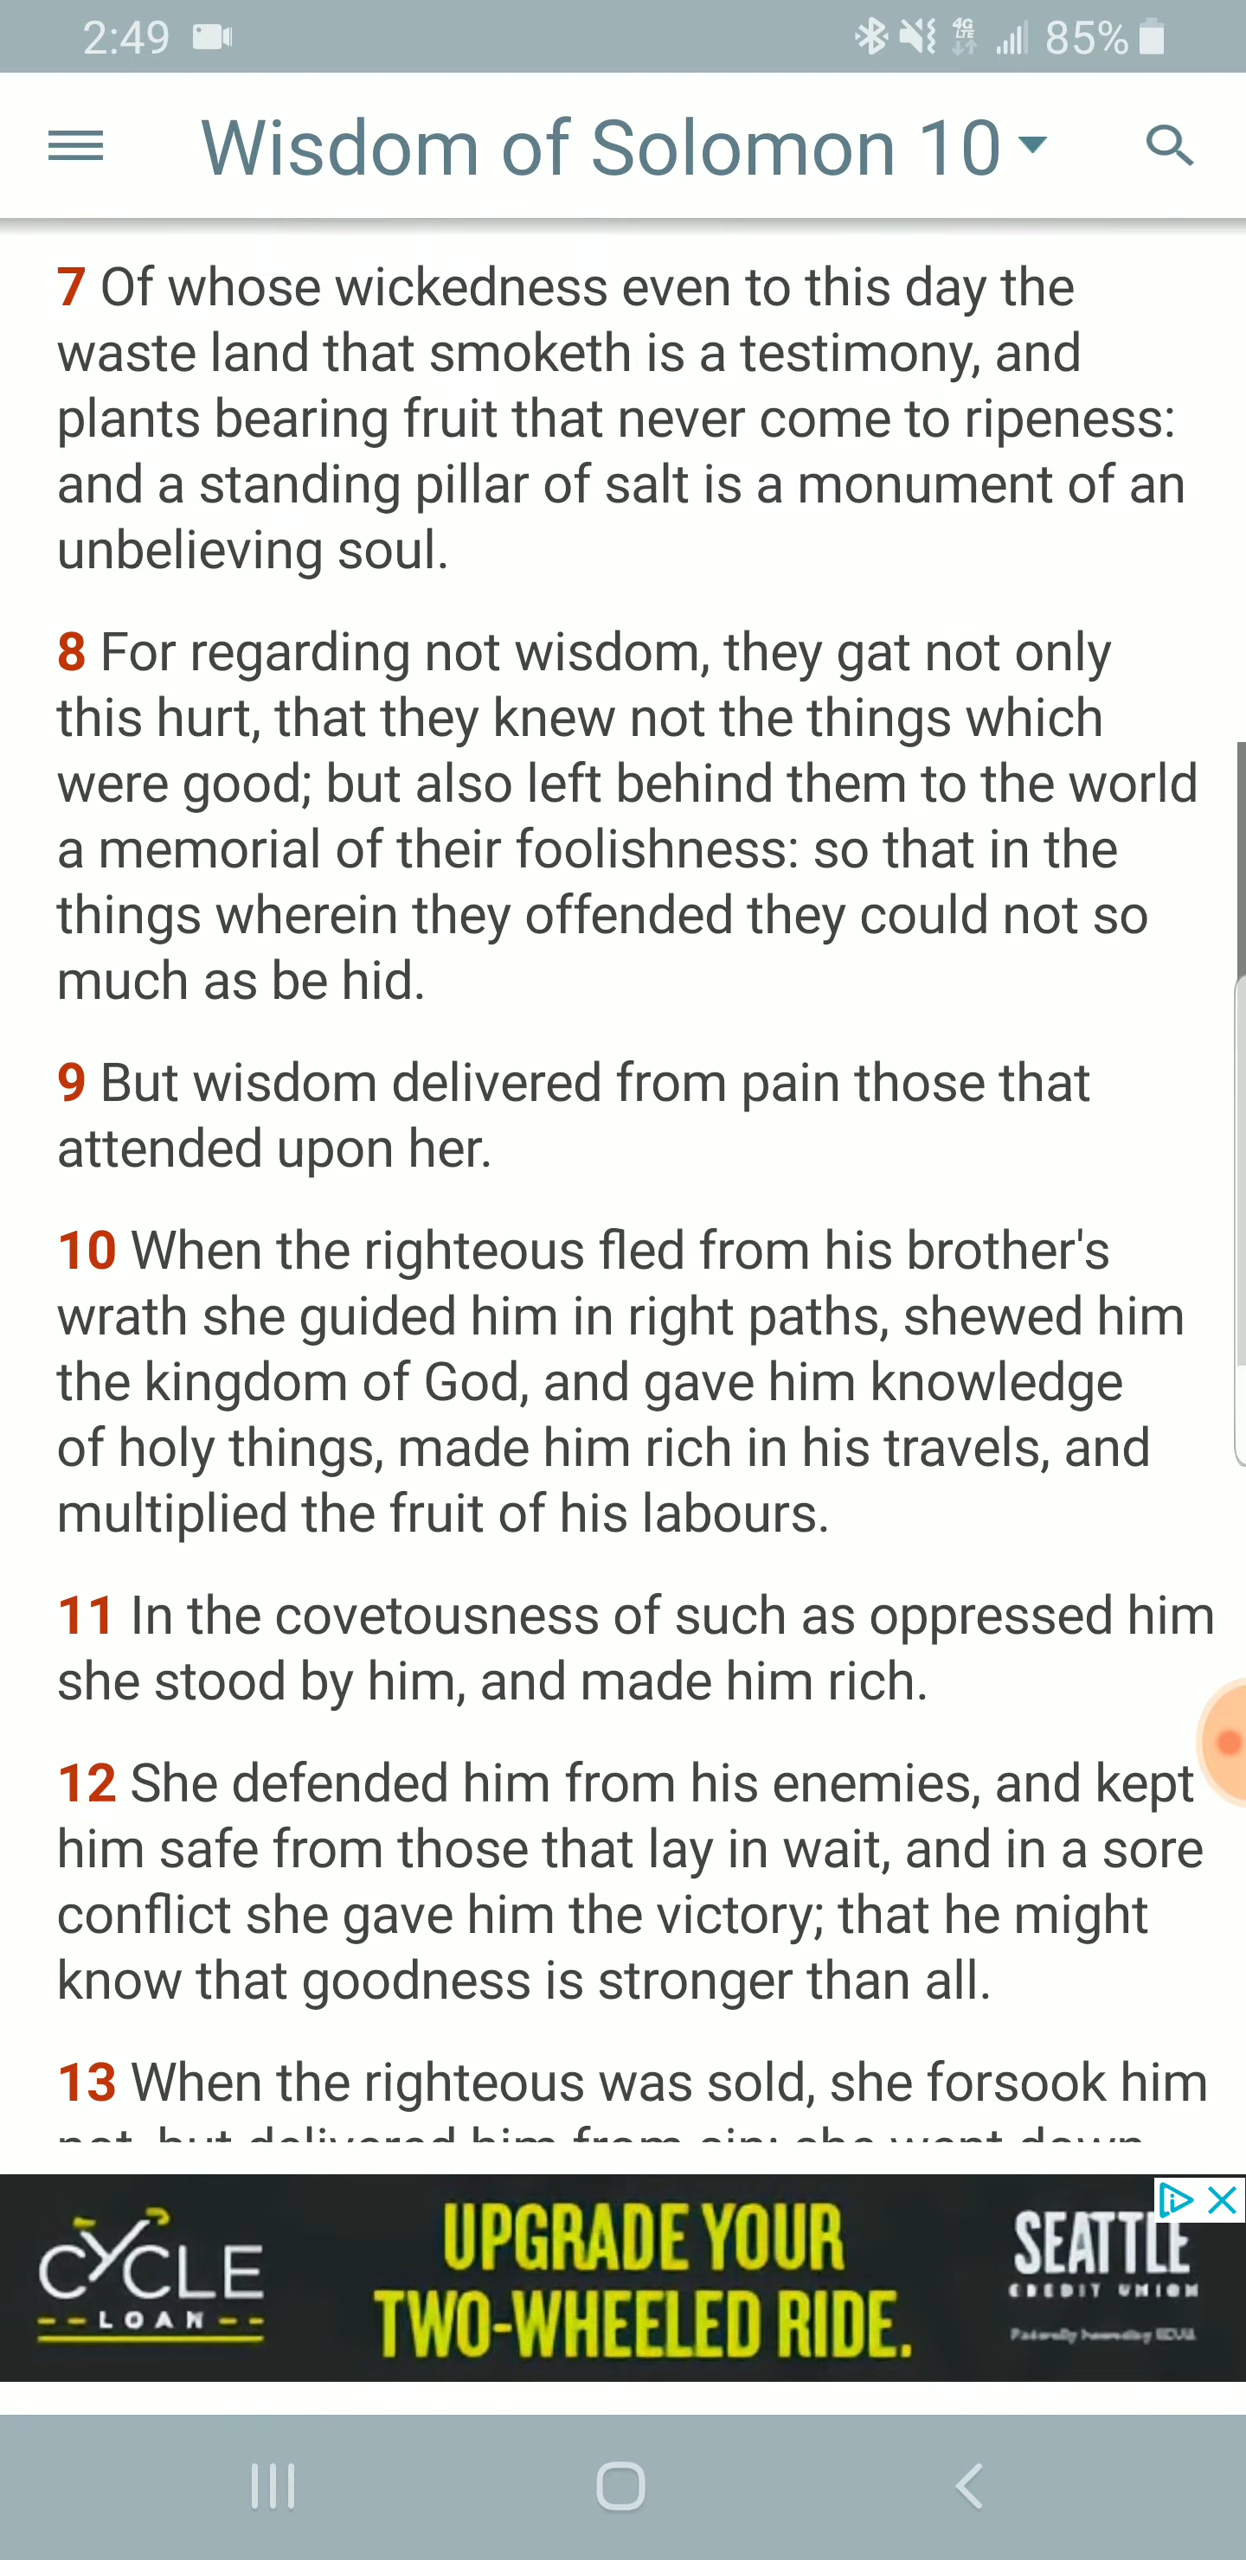 2:49
4G LTE 85%
Wisdom of Solomon 10
7 Of whose wickedness even to this day the
waste land that smoketh is a testimony, and
plants bearing fruit that never come to ripeness:
and a standing pillar of salt is a monument of an
unbelieving soul.
8 For regarding not wisdom, they gat not only
this hurt, that they knew not the things which
were good; but also left behind them to the world
a memorial of their foolishness: so that in the
things wherein they offended they could not so
much as be hid.
9 But wisdom delivered from pain those that
attended upon her.
10 When the righteous fled from his brother's
wrath she guided him in right paths, shewed him
the kingdom of God, and gave him knowledge
of holy things, made him rich in his travels, and
multiplied the fruit of his labours.
11 In the covetousness of such as oppressed him
she stood by him, and made him rich.
12 She defended him from his enemies, and kept
him safe from those that lay in wait, and in a sore
conflict she gave him the victory; that he might
know that goodness is stronger than all.
13 When the righteous was sold, she forsook him
not, but delivered him from sin: she went down
CYCLE
LOAN
UPGRADE YOUR
TWO-WHEELED RIDE.
SEATTLE
CREDIT UNION